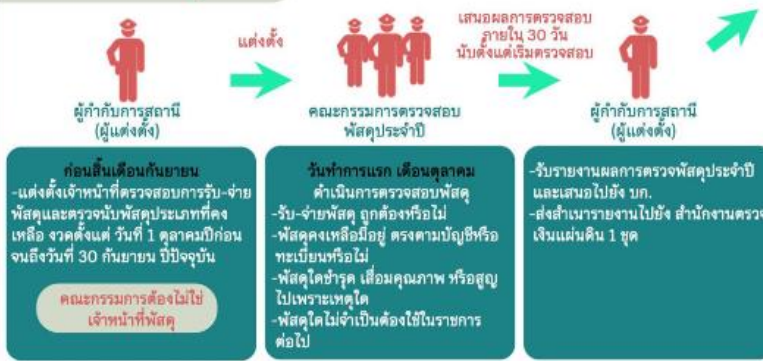 แต่งตั้ง
เสนอผลการตรวจสอบ
ภายใน 30 วัน
นับตั้งแต่เริ่มตรวจสอบ
ผู้กำกับการสถานี
(ผู้แต่งตั้ง)
คณะกรรมการตรวจสอบ
พัสดุประจำปี
ผู้กำกับการสถานี
(ผู้แต่งตั้ง)
ก่อนสิ้นเดือนกันยายน
-แต่งตั้งเจ้าหน้าที่ตรวจสอบการรับ-จ่าย
พัสดุและตรวจนับพัสดุประเภทที่คง
เหลือ งวดตั้งแต่ วันที่ 1 ตุลาคมปีก่อน
จนถึงวันที่ 30 กันยายน ปีปัจจุบัน
คณะกรรมการต้องไม่ใช่
เจ้าหน้าที่พัสดุ
วันทำการแรก เดือนตุลาคม
ดำเนินการตรวจสอบพัสดุ
-รับ-จ่ายพัสดุ ถูกต้องหรือไม่
-พัสดุคงเหลือมีอยู่ ตรงตามบัญชีหรือ
ทะเบียนหรือไม่
-พัสดุใดชำรุด เสื่อมคุณภาพ หรือสูญ
ไปเพราะเหตุใด
-พัสดุใดไม่จำเป็นต้องใช้ในราชการ
ต่อไป
-รับรายงานผลการตรวจพัสดุประจำปี
และเสนอไปยัง บก.
-ส่งสำเนารายงานไปยัง สำนักงานตรวจ
เงินแผ่นดิน 1 ชุด